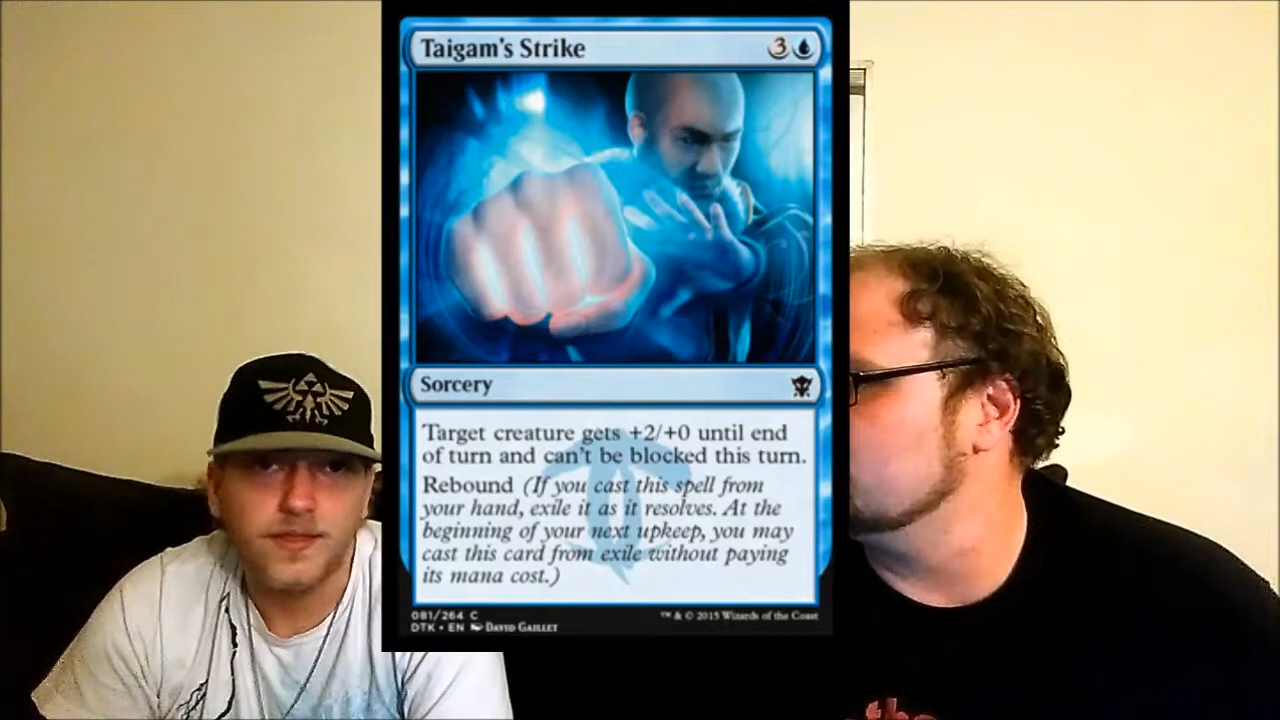 Taigam's Strike 3
Sorcery
Target creature gets +2/+0 until end
of turn and can't be blocked this turn.
Rebound (If you cast this spell from
your hand, exile it as it resolves. At the
beginning of your next upkeep, you may
cast this card from exile without paying
its mana cost.)
081/264 C
DTK • EN David Gaillet
™ & © 2015 Wizards of the Coast
the